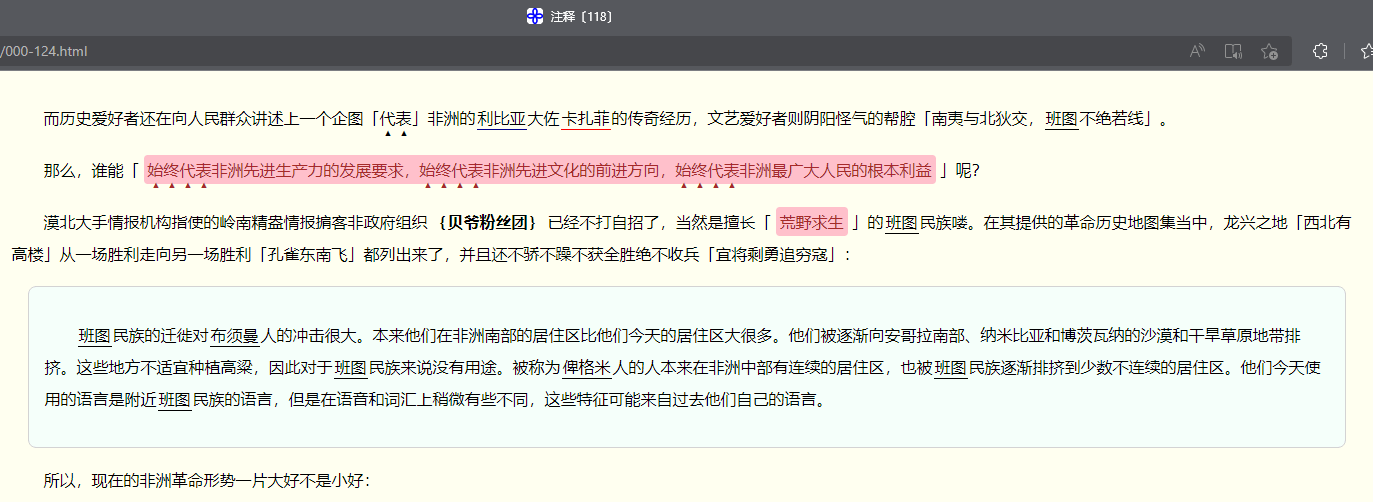 注释〔118〕
/000-124.html
而历史爱好者还在向人民群众讲述上一个企图「代表」非洲的利比亚大佐卡扎菲的传奇经历，文艺爱好者则阴阳怪气的帮腔「南夷与北狄交，班图不绝若线」。
那么，谁能「始终代表非洲先进生产力的发展要求，始终代表非洲先进文化的前进方向，始终代表非洲最广大人民的根本利益」呢？
漠北大手情报机构指使的岭南精盎情报掮客非政府组织｛贝爷粉丝团｝已经不打自招了，当然是擅长「荒野求生」的班图民族喽。在其提供的革命历史地图集当中，龙兴之地「西北有
高楼」从一场胜利走向另一场胜利「孔雀东南飞」都列出来了，并且还不骄不躁不获全胜绝不收兵「宜将剩勇追穷寇」：
班图民族的迁徙对布须曼人的冲击很大。本来他们在非洲南部的居住区比他们今天的居住区大很多。他们被逐渐向安哥拉南部、纳米比亚和博茨瓦纳的沙漠和干旱草原地带排
挤。这些地方不适宜种植高粱，因此对于班图民族来说没有用途。被称为俾格米人的人本来在非洲中部有连续的居住区，也被班图民族逐渐排挤到少数不连续的居住区。他们今天使
用的语言是附近班图民族的语言，但是在语音和词汇上稍微有些不同，这些特征可能来自过去他们自己的语言。
所以，现在的非洲革命形势一片大好不是小好：